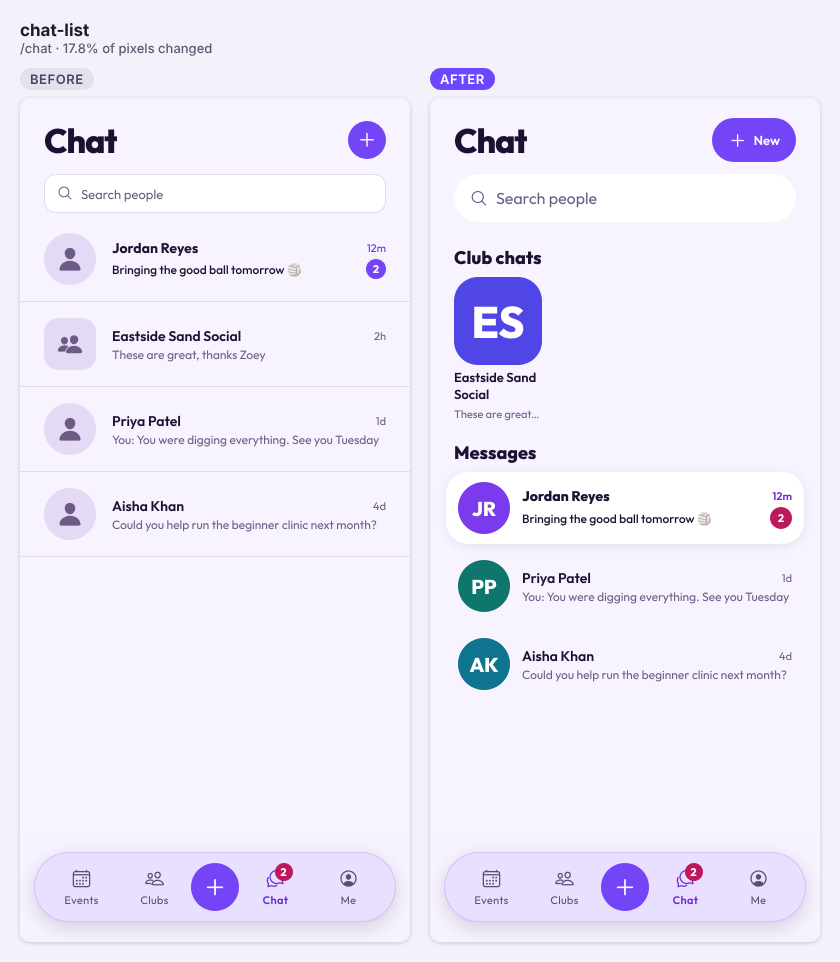 chat-list
/chat · 17.8% of pixels changed
BEFORE
Chat
Search people
Jordan Reyes
12m
Bringing the good ball tomorrow 🏐
2
Eastside Sand Social
2h
These are great, thanks Zoey
Priya Patel
1d
You: You were digging everything. See you Tuesday
Aisha Khan
4d
Could you help run the beginner clinic next month?
Events
Clubs
2
Chat
Me
AFTER
Chat
New
Search people
Club chats
ES
Eastside Sand
Social
These are great...
Messages
JR
Jordan Reyes
12m
Bringing the good ball tomorrow 🏐
2
PP
Priya Patel
1d
You: You were digging everything. See you Tuesday
AK
Aisha Khan
4d
Could you help run the beginner clinic next month?
Events
Clubs
2
Chat
Me